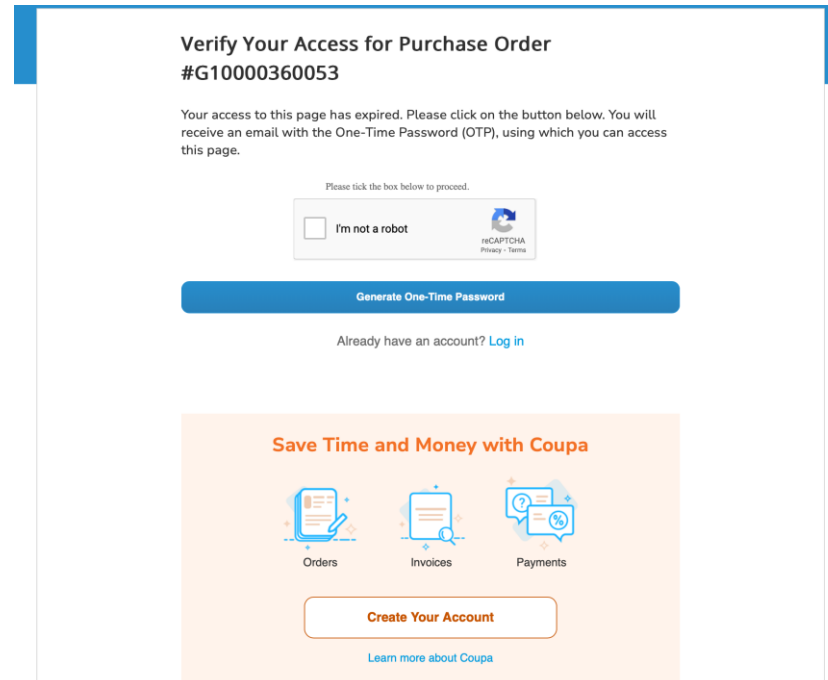 Verify Your Access for Purchase Order
#G10000360053
Your access to this page has expired. Please click on the button below. You will
receive an email with the One-Time Password (OTP), using which you can access
this page.
Please tick the box below to proceed.
I'm not a robot
reCAPTCHA
Privacy - Terms
Generate One-Time Password
Already have an account? Log in
Save Time and Money with Coupa
?
%
Orders
Invoices
Payments
Create Your Account
Learn more about Coupa